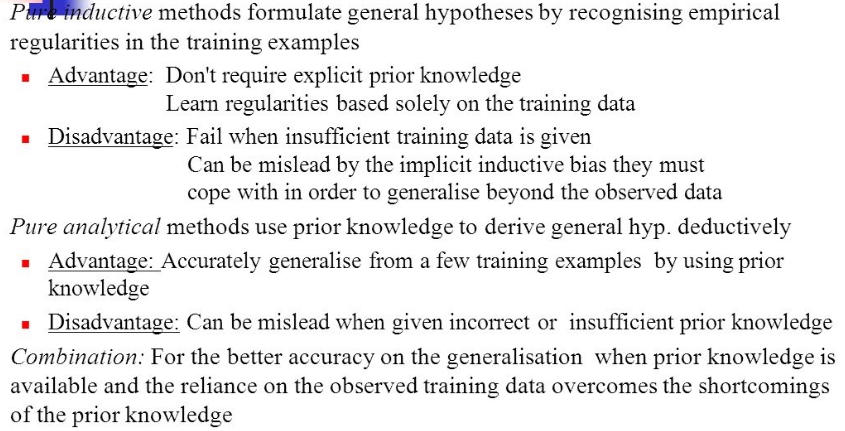 Pure inductive methods formulate general hypotheses by recognising empirical
regularities in the training examples
Advantage: Don't require explicit prior knowledge
Learn regularities based solely on the training data
Disadvantage: Fail when insufficient training data is given
Can be mislead by the implicit inductive bias they must
cope with in order to generalise beyond the observed data
Pure analytical methods use prior knowledge to derive general hyp. deductively
Advantage: Accurately generalise from a few training examples by using prior
knowledge
Disadvantage: Can be mislead when given incorrect or insufficient prior knowledge
Combination: For the better accuracy on the generalisation when prior knowledge is
available and the reliance on the observed training data overcomes the shortcomings
of the prior knowledge